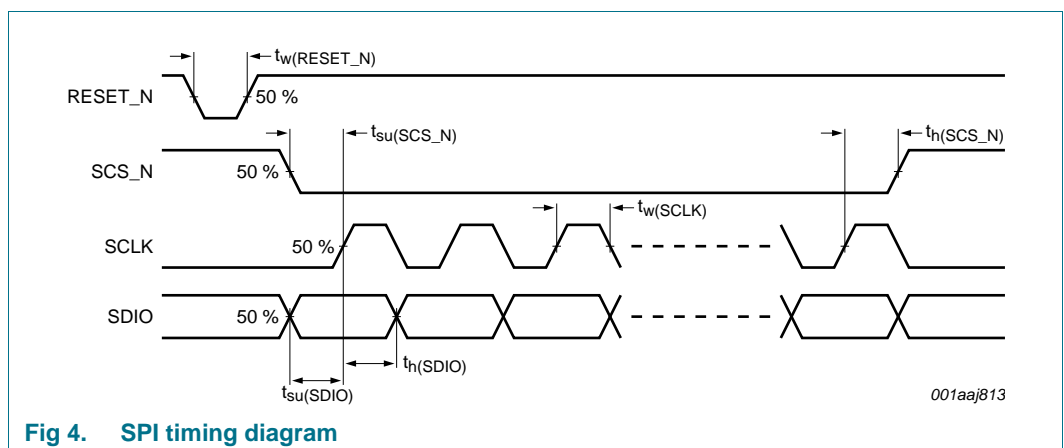 tw(RESET_N)
RESET_N
50 %
tsu(SCS_N)
th(SCS_N)
SCS_N
50 %
tw(SCLK)
SCLK
50 %
SDIO
50 %
th(SDIO)
tsu(SDIO)
001aaj813
Fig 4. SPI timing diagram